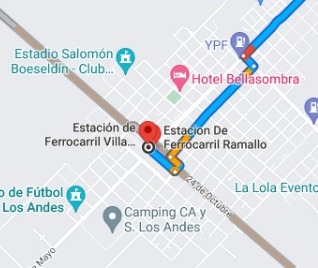 Estadio Salomón
Boeseldín - Club...
YPF
Hotel Bellasombra
Estación de
Ferrocarril Villa...
Estacion De
Ferrocarril Ramallo
o de Fútbol
Los Andes
24 de Octubre
La Lola Evento
Camping CA y
S. Los Andes
Mayo